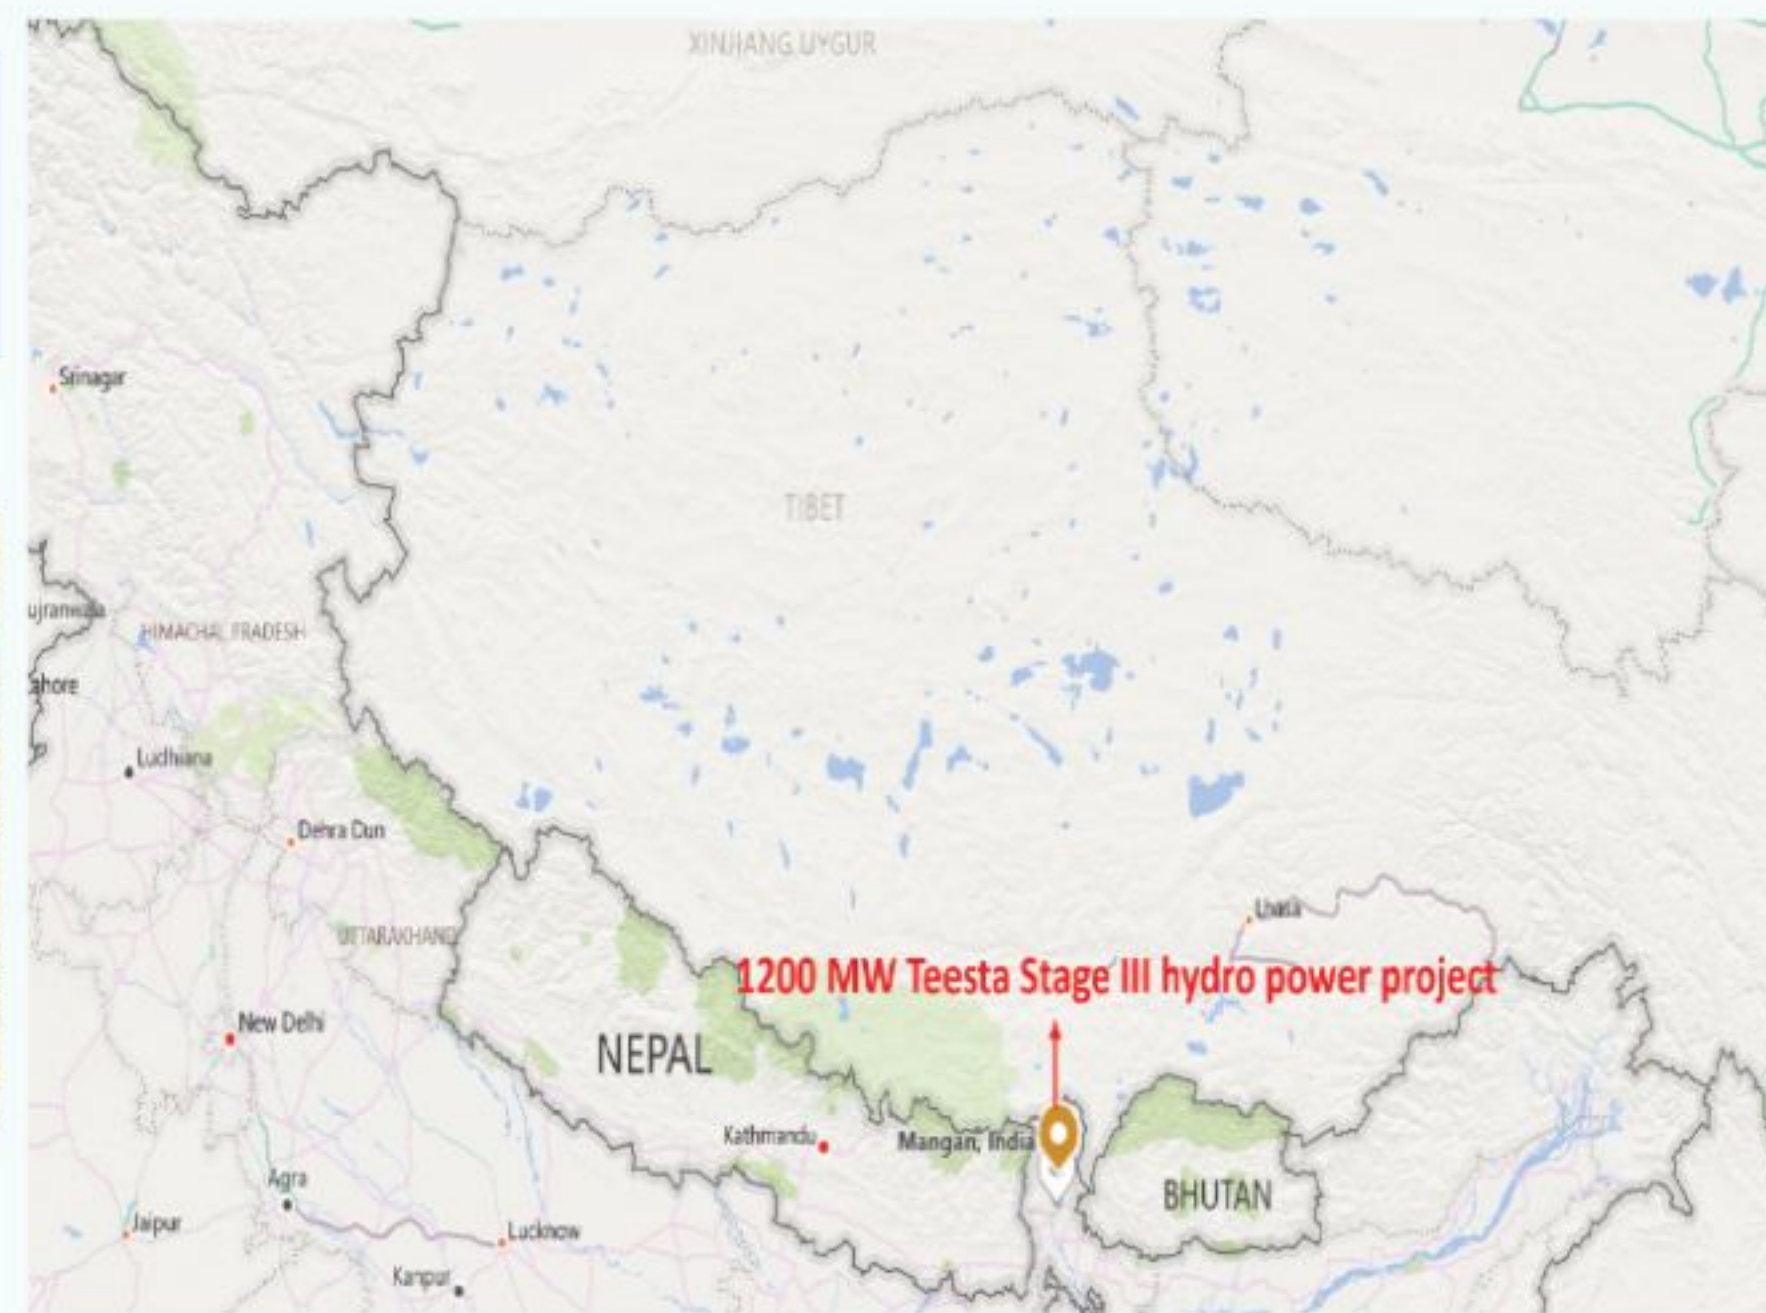 XINJIANG UYGUR
Srinagar
TIBET
ujranwala
HIMACHAL PRADESH
ahore
Ludhiana
Dehra Dun
Lhasa
UTTARAKHAND
1200 MW Teesta Stage III hydro power project
New Delhi
NEPAL
Kathmandu
Mangan, India
Agra
BHUTAN
Jaipur
Lucknow
Kanpur